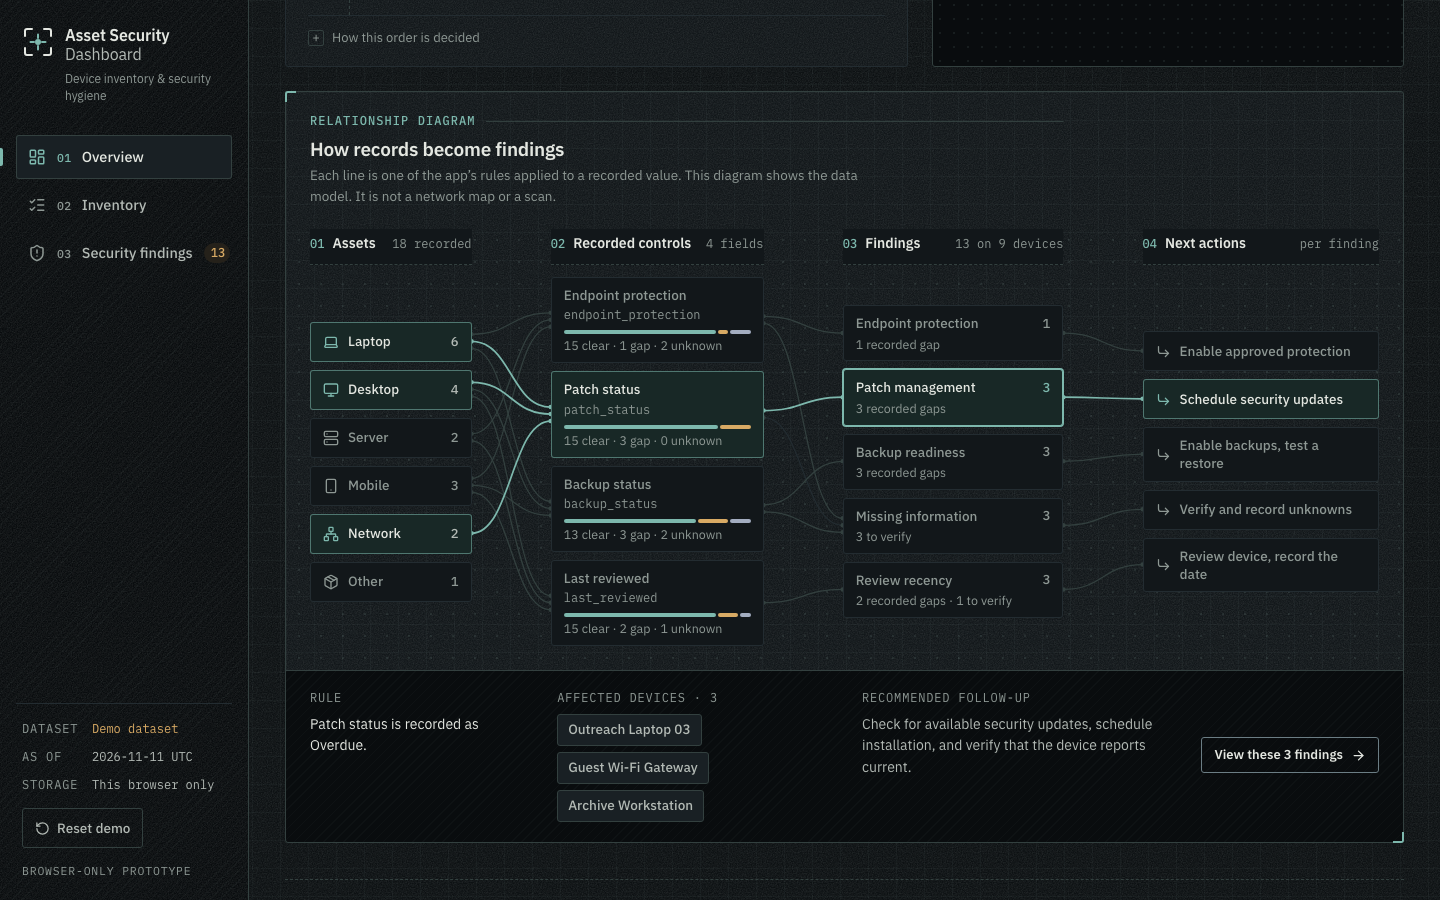 Asset Security
Dashboard
Device inventory & security
hygiene
01 Overview
02 Inventory
03 Security findings 13
DATASET Demo dataset
AS OF 2026-11-11 UTC
STORAGE This browser only
Reset demo
BROWSER-ONLY PROTOTYPE
+ How this order is decided
RELATIONSHIP DIAGRAM
How records become findings
Each line is one of the app's rules applied to a recorded value. This diagram shows the data
model. It is not a network map or a scan.
01 Assets 18 recorded
Laptop 6
Desktop 4
Server 2
Mobile 3
Network 2
Other 1
02 Recorded controls 4 fields
Endpoint protection
endpoint_protection
15 clear · 1 gap · 2 unknown
Patch status
patch_status
15 clear · 3 gap · 0 unknown
Backup status
backup_status
13 clear · 3 gap · 2 unknown
Last reviewed
last_reviewed
15 clear · 2 gap · 1 unknown
03 Findings 13 on 9 devices
Endpoint protection 1
1 recorded gap
Patch management 3
3 recorded gaps
Backup readiness 3
3 recorded gaps
Missing information 3
3 to verify
Review recency 3
2 recorded gaps · 1 to verify
04 Next actions per finding
Enable approved protection
Schedule security updates
Enable backups, test a
restore
Verify and record unknowns
Review device, record the
date
RULE
Patch status is recorded as
Overdue.
AFFECTED DEVICES · 3
Outreach Laptop 03
Guest Wi-Fi Gateway
Archive Workstation
RECOMMENDED FOLLOW-UP
Check for available security updates, schedule
installation, and verify that the device reports
current.
View these 3 findings →